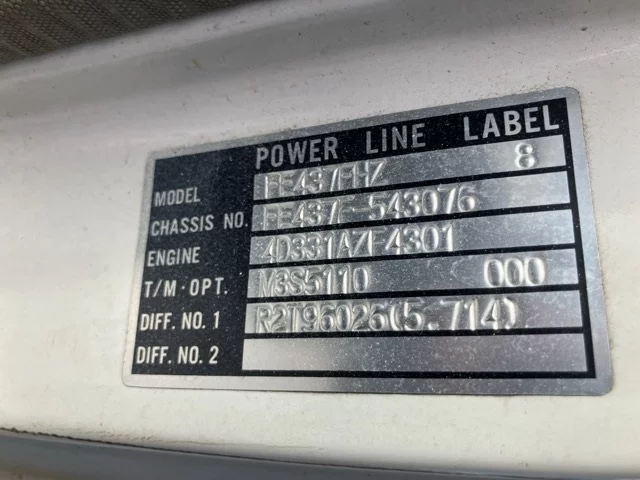 POWER LINE LABEL
MODEL FE437FHZ 8
CHASSIS NO. FE437F-543076
ENGINE 4D331AZF4301
T/M·OPT. M3S5110 000
DIFF. NO. 1 R2T96026(5.714)
DIFF. NO. 2